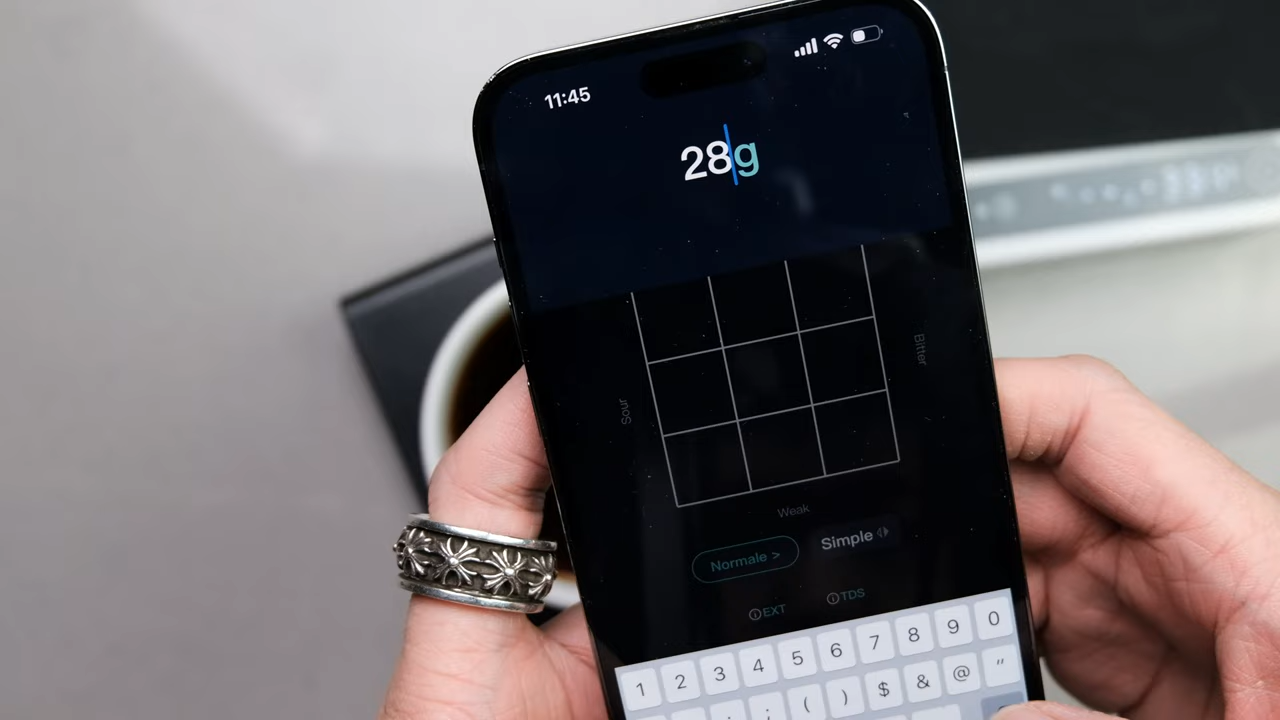 11:45
28g
Bitter
Sour
Weak
Normale >
Simple
EXT
TDS
1 2 3 4 5 6 7 8 9 0
; ( ) $ & @ "